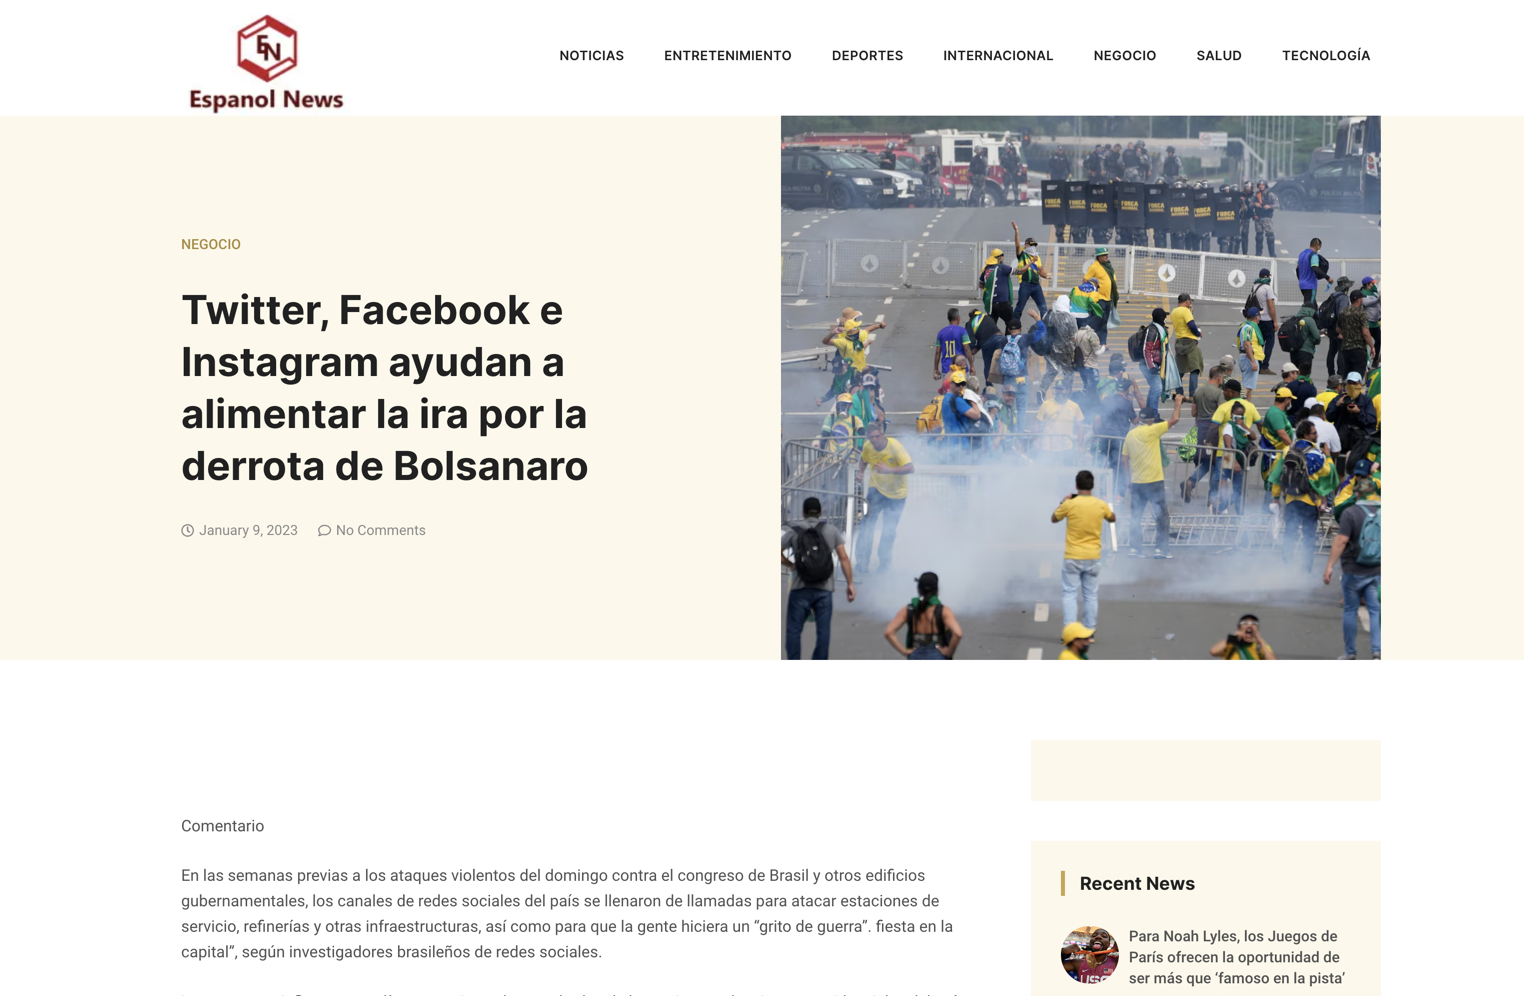 EN
Espanol News
NOTICIAS ENTRETENIMIENTO DEPORTES INTERNACIONAL NEGOCIO SALUD TECNOLOGÍA
NEGOCIO
Twitter, Facebook e
Instagram ayudan a
alimentar la ira por la
derrota de Bolsanaro
January 9, 2023 No Comments
FORÇA NACIONAL
10
Comentario
En las semanas previas a los ataques violentos del domingo contra el congreso de Brasil y otros edificios
gubernamentales, los canales de redes sociales del país se llenaron de llamadas para atacar estaciones de
servicio, refinerías y otras infraestructuras, así como para que la gente hiciera un “grito de guerra”. fiesta en la
capital”, según investigadores brasileños de redes sociales.
Recent News
Para Noah Lyles, los Juegos de
París ofrecen la oportunidad de
ser más que ‘famoso en la pista’